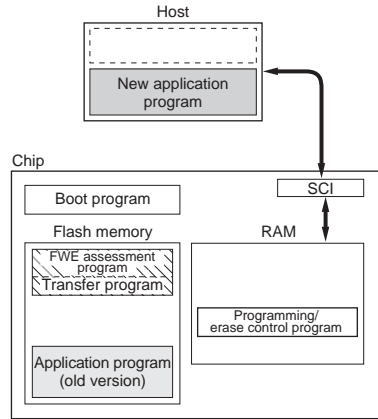 Host
New application
program
Chip
SCI
Boot program
Flash memory
RAM
FWE assessment
program
Transfer program
Programming/
erase control program
Application program
(old version)